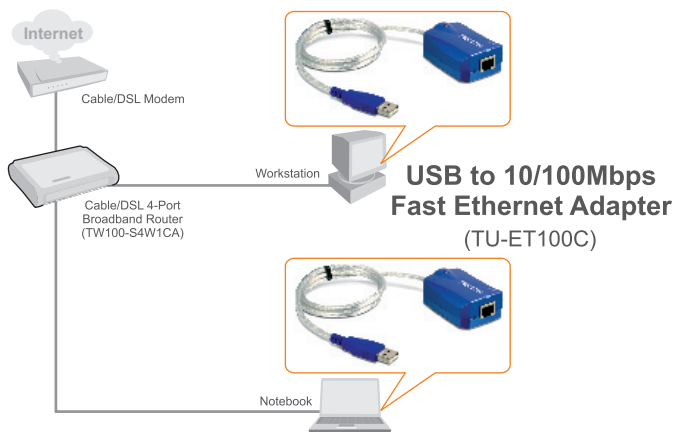 Internet
Cable/DSL Modem
Workstation
USB to 10/100Mbps
Fast Ethernet Adapter
(TU-ET100C)
Cable/DSL 4-Port
Broadband Router
(TW100-S4W1CA)
Notebook